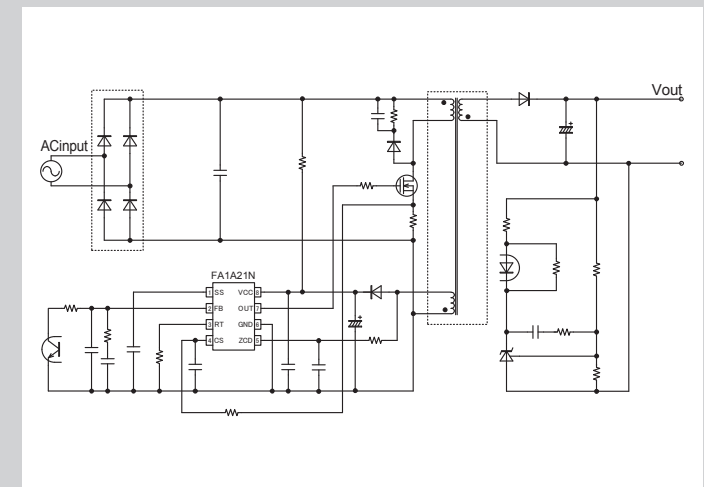 Vout
ACinput
FA1A21N
1 SS VCC 8
2 FB OUT 7
3 RT GND 6
4 CS ZCD 5